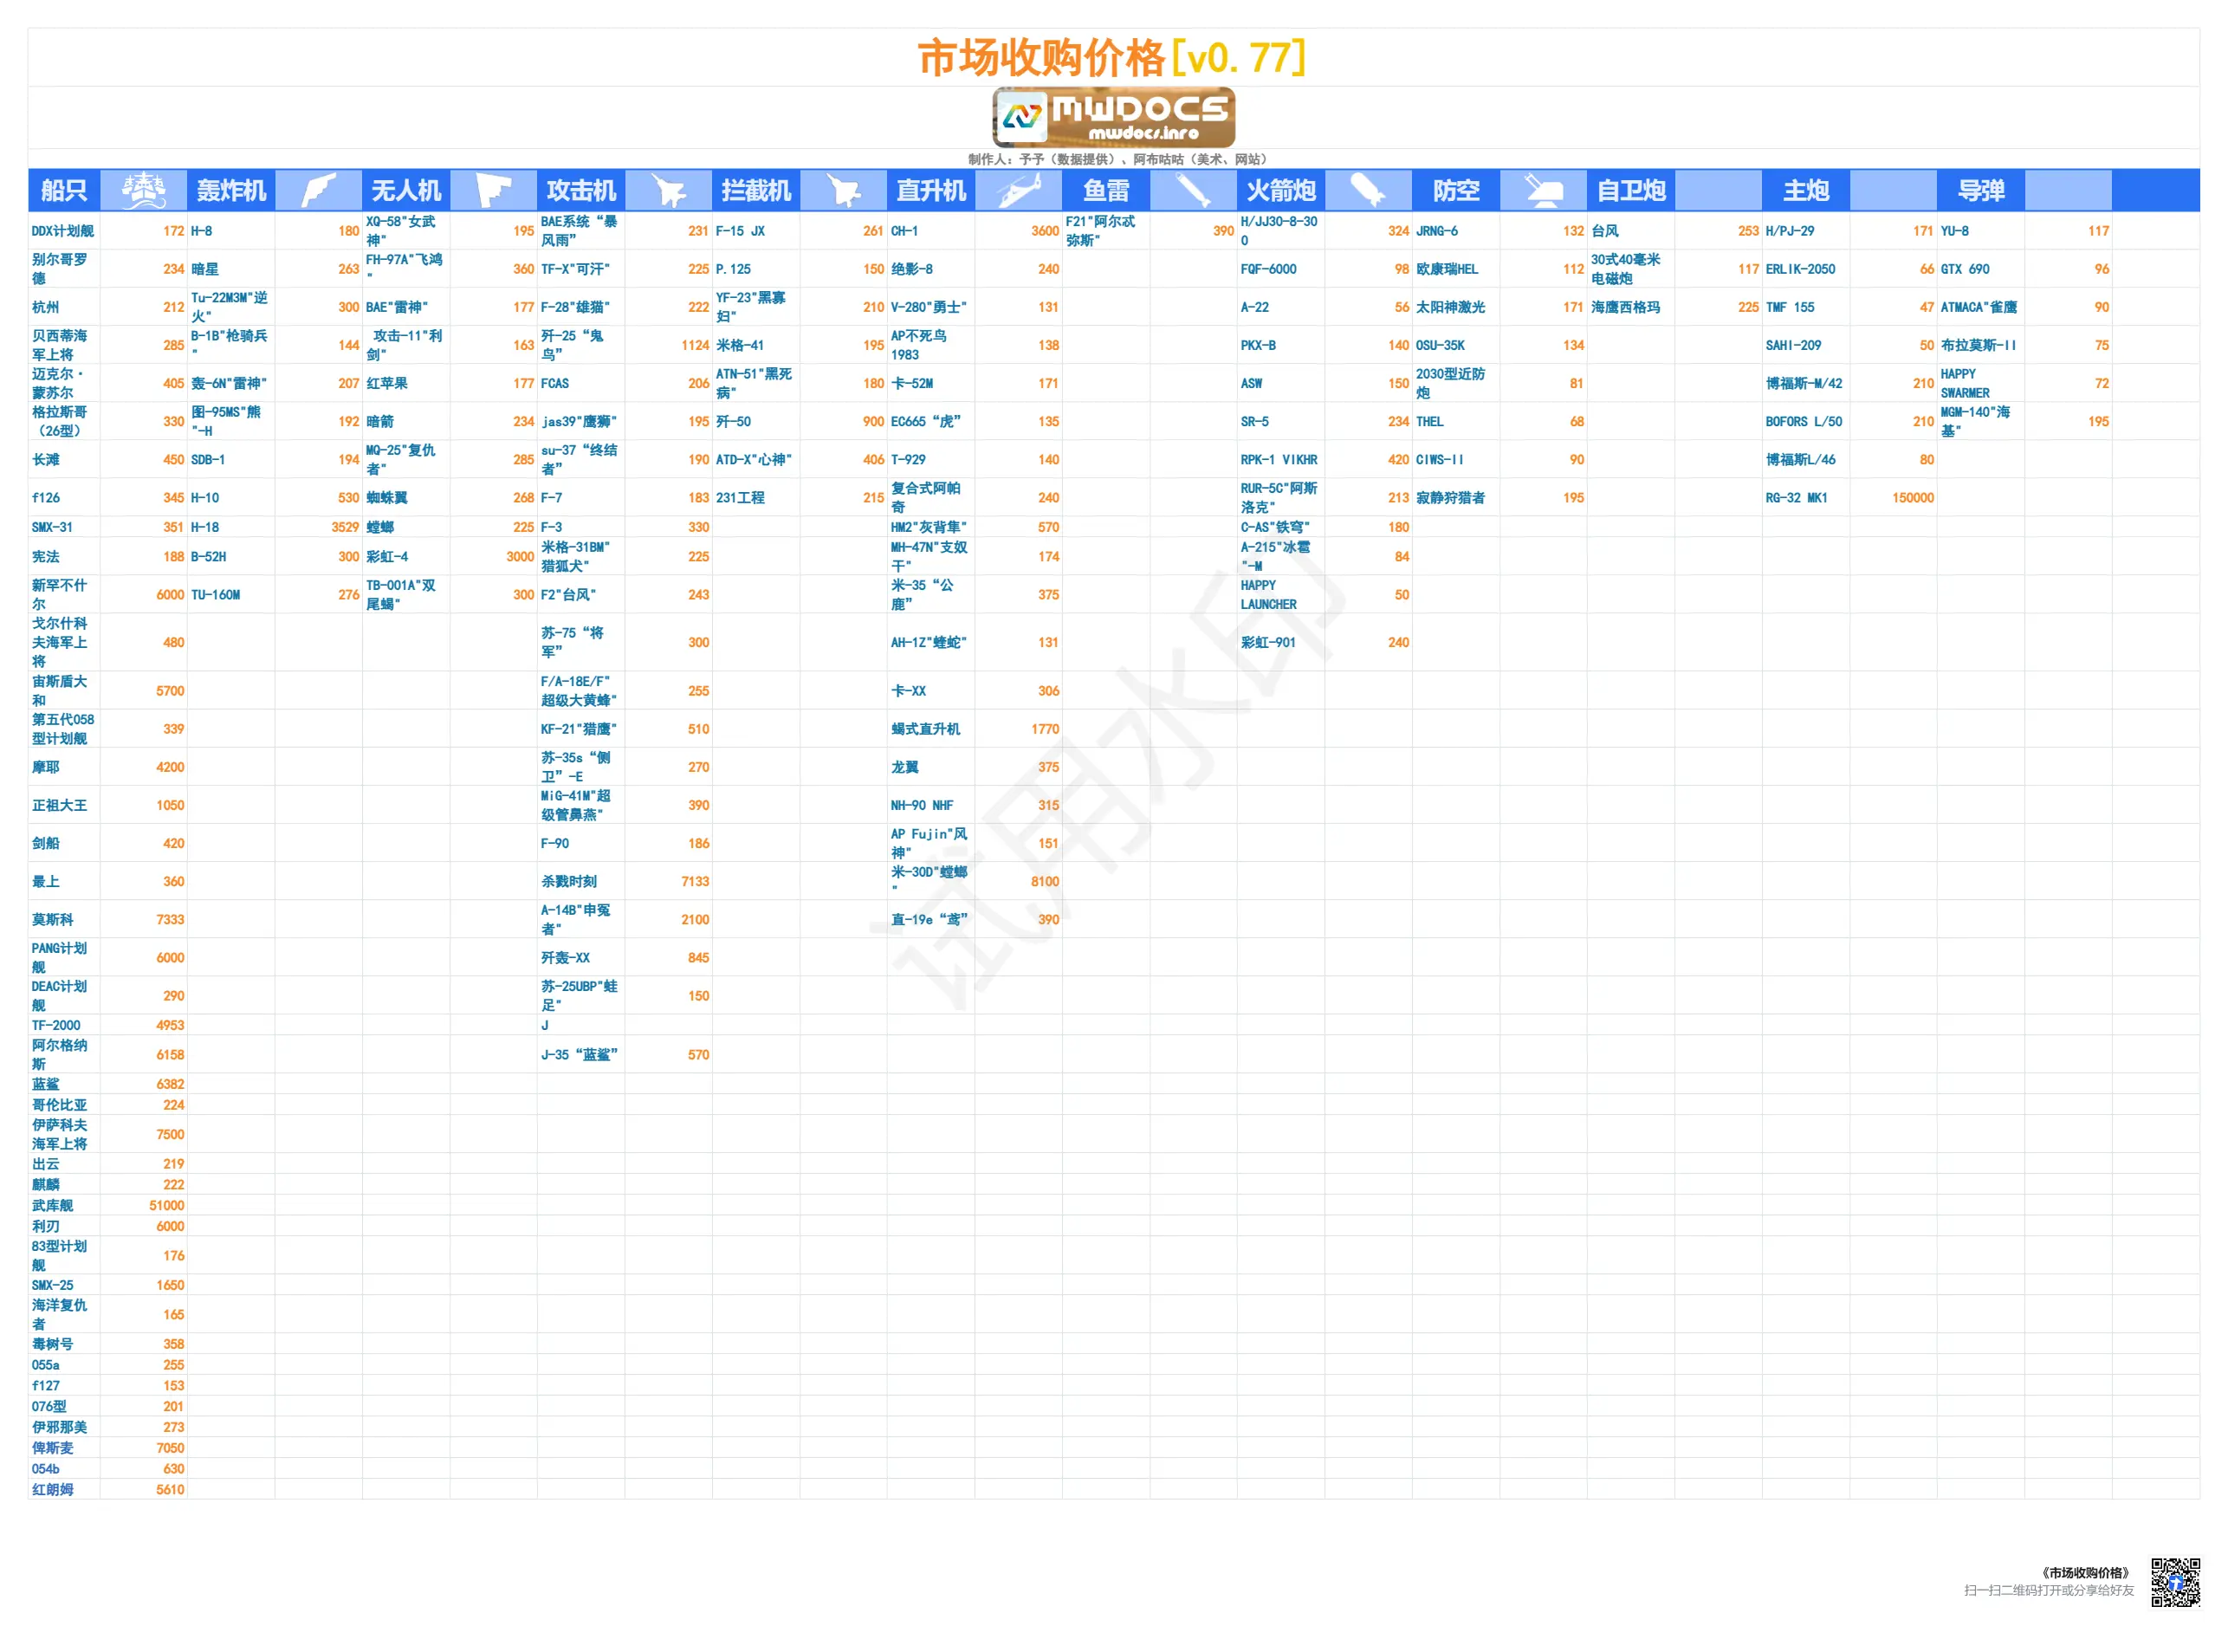 市场收购价格[v0.77]
MWDOCS
mwdocs.info
制作人：予予（数据提供）、阿布咕咕（美术、网站）
船只 轰炸机 无人机 攻击机 拦截机 直升机 鱼雷 火箭炮 防空 自卫炮 主炮 导弹
DDX计划舰 172 H-8 180 XQ-58"女武神" 195 BAE系统“暴风雨” 231 F-15 JX 261 CH-1 3600 F21"阿尔忒弥斯" 390 H/JJ30-8-300 324 JRNG-6 132 台风 253 H/PJ-29 171 YU-8 117
别尔哥罗德 234 暗星 263 FH-97A"飞鸿" 360 TF-X"可汗" 225 P.125 150 绝影-8 240 FQF-6000 98 欧康瑞HEL 112 30式40毫米电磁炮 117 ERLIK-2050 66 GTX 690 96
杭州 212 Tu-22M3M"逆火" 300 BAE"雷神" 177 F-28"雄猫" 222 YF-23"黑寡妇" 210 V-280"勇士" 131 A-22 56 太阳神激光 171 海鹰西格玛 225 TMF 155 47 ATMACA"雀鹰 90
贝西蒂海军上将 285 B-1B"枪骑兵" 144 攻击-11"利剑" 163 歼-25“鬼鸟” 1124 米格-41 195 AP不死鸟1983 138 PKX-B 140 OSU-35K 134 SAHI-209 50 布拉莫斯-II 75
迈克尔·蒙苏尔 405 轰-6N"雷神" 207 红苹果 177 FCAS 206 ATN-51"黑死病" 180 卡-52M 171 ASW 150 2030型近防炮 81 博福斯-M/42 210 HAPPY SWARMER 72
格拉斯哥（26型） 330 图-95MS"熊"-H 192 暗箭 234 jas39"鹰狮" 195 歼-50 900 EC665“虎” 135 SR-5 234 THEL 68 BOFORS L/50 210 MGM-140"海基" 195
长滩 450 SDB-1 194 MQ-25"复仇者" 285 su-37“终结者” 190 ATD-X"心神" 406 T-929 140 RPK-1 VIKHR 420 CIWS-II 90 博福斯L/46 80
f126 345 H-10 530 蜘蛛翼 268 F-7 183 231工程 215 复合式阿帕奇 240 RUR-5C"阿斯洛克" 213 寂静狩猎者 195 RG-32 MK1 150000
SMX-31 351 H-18 3529 螳螂 225 F-3 330 HM2"灰背隼" 570 C-AS"铁穹" 180
宪法 188 B-52H 300 彩虹-4 3000 米格-31BM"猎狐犬" 225 MH-47N"支奴干" 174 A-215"冰雹"-M 84
新罕不什尔 6000 TU-160M 276 TB-001A"双尾蝎" 300 F2"台风" 243 米-35“公鹿” 375 HAPPY LAUNCHER 50
戈尔什科夫海军上将 480 苏-75“将军” 300 AH-1Z"蝰蛇" 131 彩虹-901 240
宙斯盾大和 5700 F/A-18E/F"超级大黄蜂" 255 卡-XX 306
第五代058型计划舰 339 KF-21"猎鹰" 510 蝎式直升机 1770
摩耶 4200 苏-35s“侧卫”-E 270 龙翼 375
正祖大王 1050 MiG-41M"超级管鼻燕" 390 NH-90 NHF 315
剑船 420 F-90 186 AP Fujin"风神" 151
最上 360 杀戮时刻 7133 米-30D"螳螂" 8100
莫斯科 7333 A-14B"申冤者" 2100 直-19e“鸢” 390
PANG计划舰 6000 歼轰-XX 845
DEAC计划舰 290 苏-25UBP"蛙足" 150
TF-2000 4953 J
阿尔格纳斯 6158 J-35“蓝鲨” 570
蓝鲨 6382
哥伦比亚 224
伊萨科夫海军上将 7500
出云 219
麒麟 222
武库舰 51000
利刃 6000
83型计划舰 176
SMX-25 1650
海洋复仇者 165
毒树号 358
055a 255
f127 153
076型 201
伊邪那美 273
俾斯麦 7050
054b 630
红朗姆 5610
试用水印
《市场收购价格》
扫一扫二维码打开或分享给好友